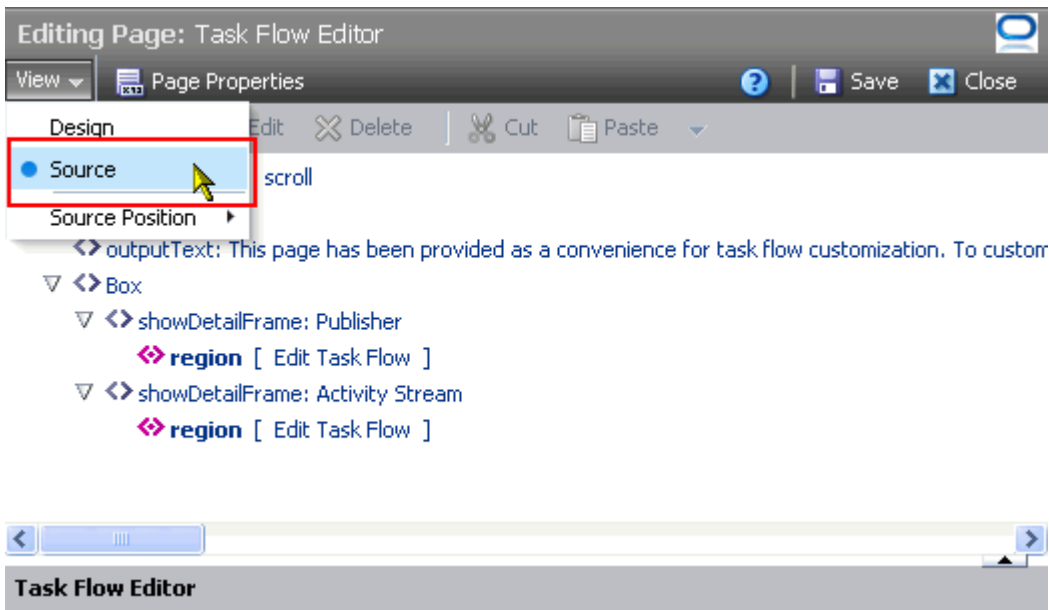 Editing Page: Task Flow Editor
View Page Properties Save Close
Design Edit Delete Cut Paste
Source scroll
Source Position
outputText: This page has been provided as a convenience for task flow customization. To custom
Box
showDetailFrame: Publisher
region [ Edit Task Flow ]
showDetailFrame: Activity Stream
region [ Edit Task Flow ]
Task Flow Editor